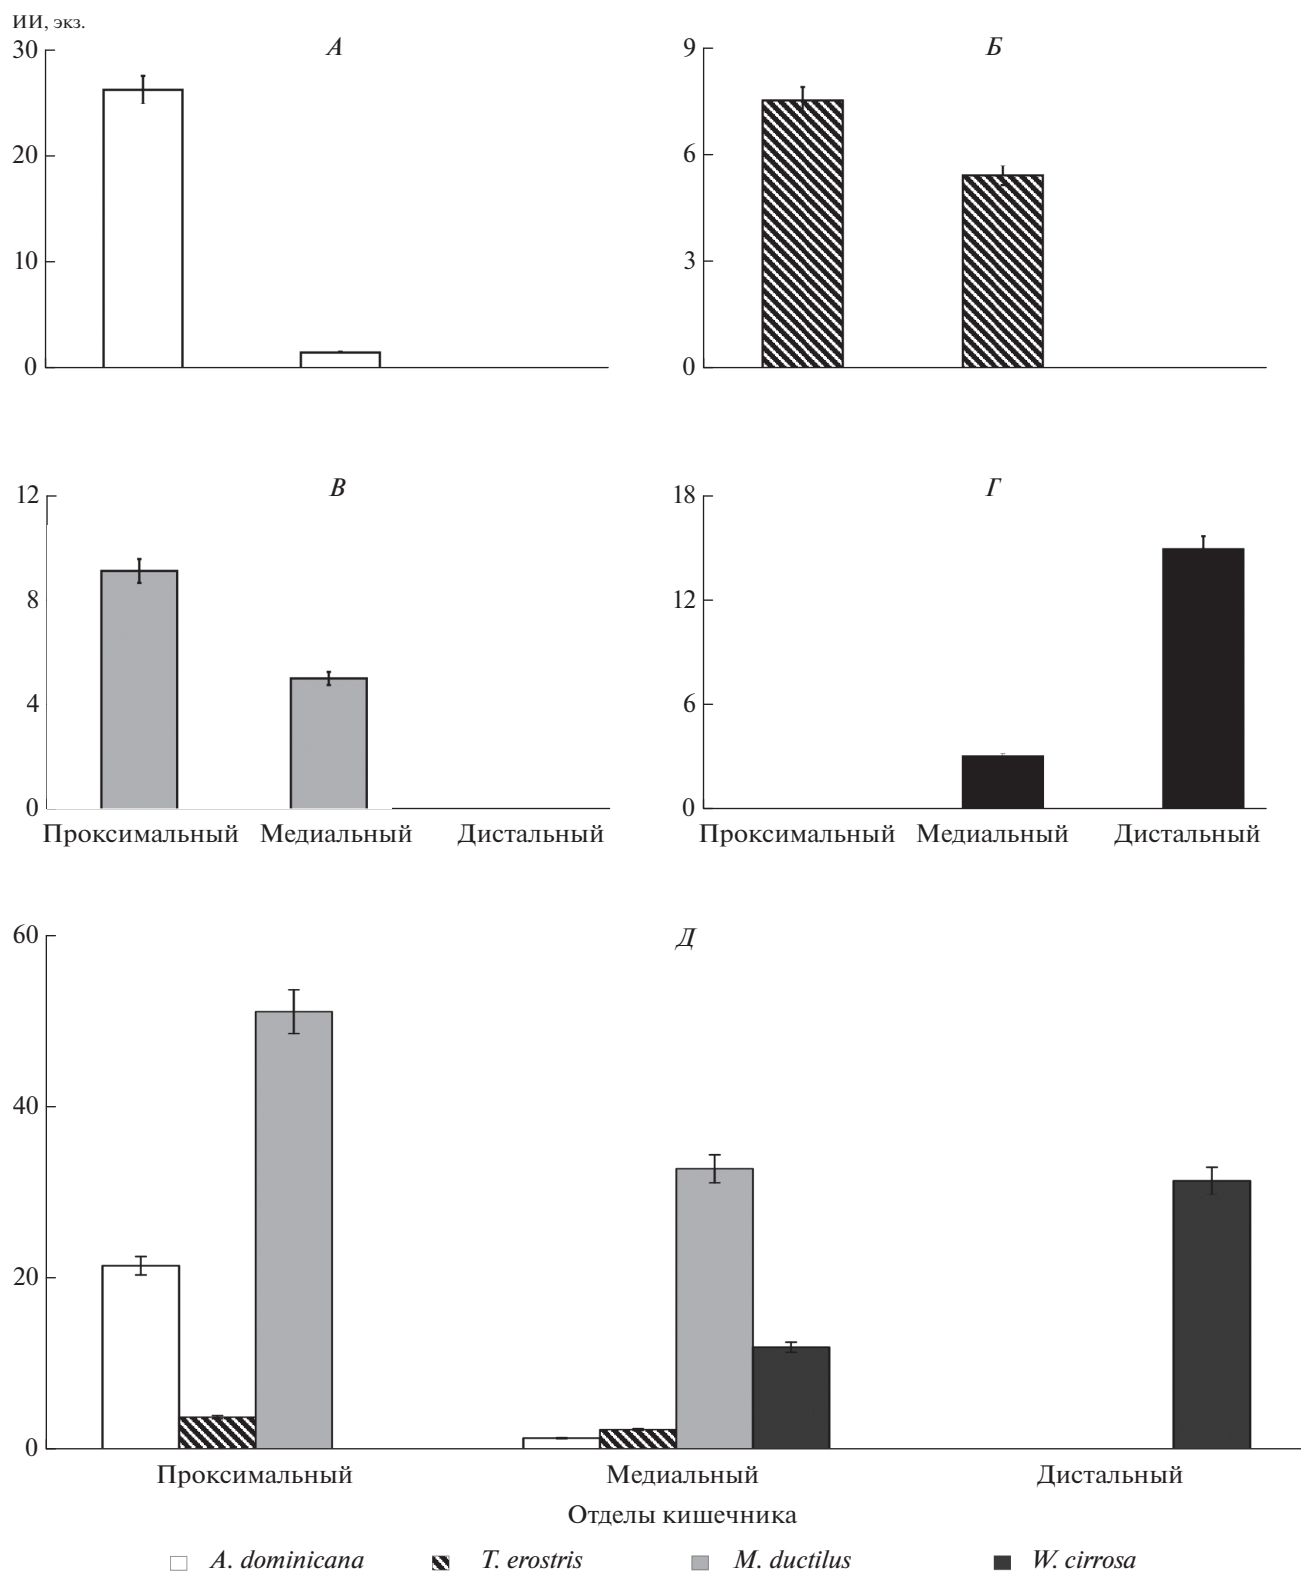 ИИ, экз.
А
30
20
10
0
Б
9
6
3
0
В
12
8
4
0
Проксимальный Медиальный Дистальный
Г
18
12
6
0
Проксимальный Медиальный Дистальный
Д
60
40
20
0
Проксимальный Медиальный Дистальный
Отделы кишечника
A. dominicana T. erostris M. ductilus W. cirrosa